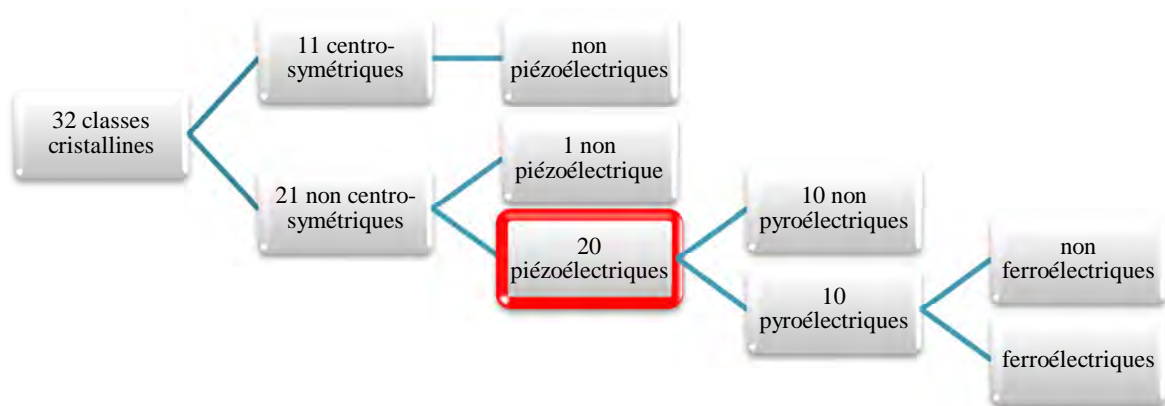 32 classes
cristallines
11 centro-
symétriques
non
piézoélectriques
21 non centro-
symétriques
1 non
piézoélectrique
20
piézoélectriques
10 non
pyroélectriques
10
pyroélectriques
non
ferroélectriques
ferroélectriques